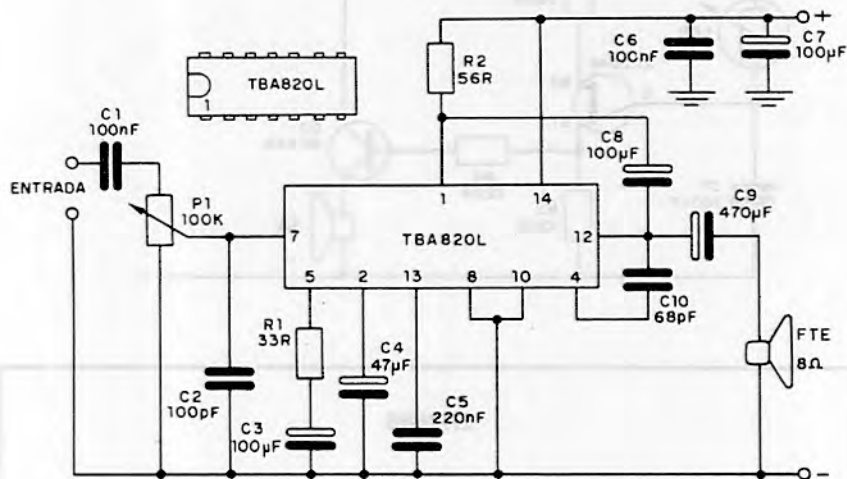 +
C6
100nF
C7
100µF
R2
56R
TBA820L
1
C1
100nF
C8
100µF
ENTRADA
P1
100K
C9
470µF
1
14
7
TBA820L
12
5
2
13
8
10
4
R1
33R
C4
47µF
C10
68pF
FTE
8Ω
C2
100pF
C3
100µF
C5
220nF
-